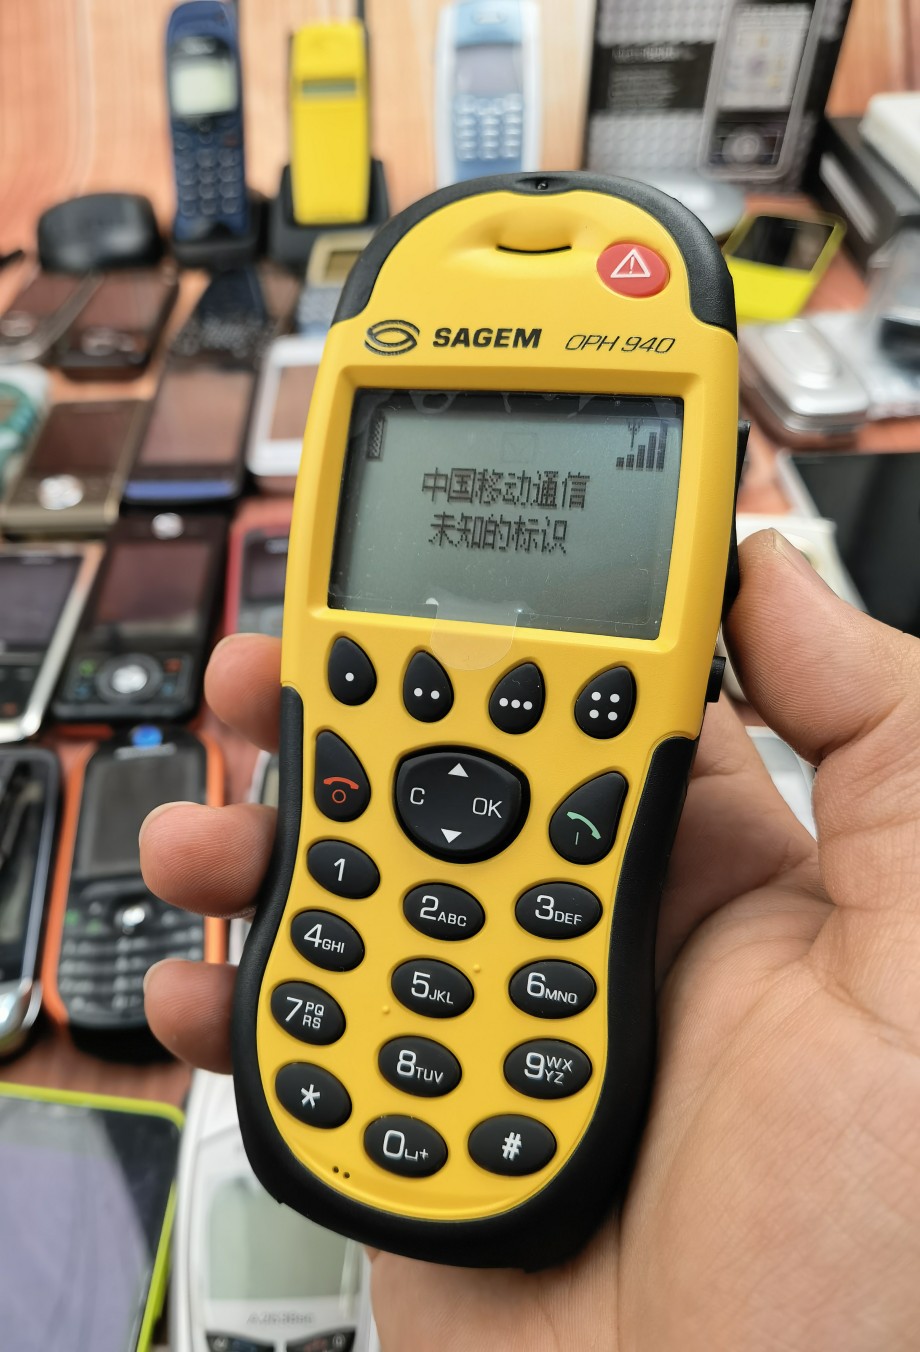 SAGEM OPH 940
中国移动通信
未知的标识
C OK
1
2ABC
3DEF
4GHI
5JKL
6MNO
7PQRS
8TUV
9WXYZ
*
0⌴+
#